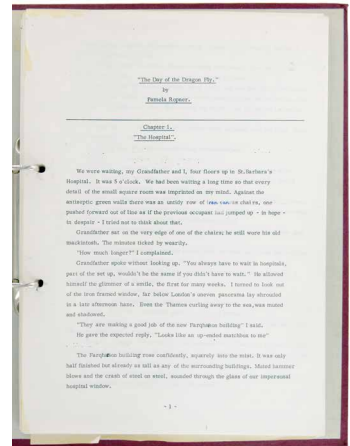 "The Day of the Dragon Fly."
by
Pamela Ropner.
Chapter 1.
"The Hospital".
We were waiting, my Grandfather and I, four floors up in St. Barbara's
Hospital. It was 5 o'clock. We had been waiting a long time so that every
detail of the small square room was imprinted on my mind. Against the
antiseptic green walls there was an untidy row of chairs, one
pushed forward out of line as if the previous occupant had jumped up - in hope -
in despair - I tried not to think about that.
Grandfather sat on the very edge of one of the chairs; he still wore his old
mackintosh. The minutes ticked by wearily.
"How much longer?" I complained.
Grandfather spoke without looking up. "You always have to wait in hospitals,
part of the set up, wouldn't be the same if you didn't have to wait." He allowed
himself the glimmer of a smile, the first for many weeks. I turned to look out
of the iron framed window, far below London's uneven panorama lay shrouded
in a late afternoon haze. Even the Thames curling away to the sea, was muted
and shadowed.
"They are making a good job of the new building" I said.
He gave the expected reply, "Looks like an up-ended matchbox to me"
The building rose confidently, squarely into the mist. It was only
half finished but already as tall as any of the surrounding buildings. Muted hammer
blows and the crash of steel on steel, sounded through the glass of our impersonal
hospital window.
- 1 -